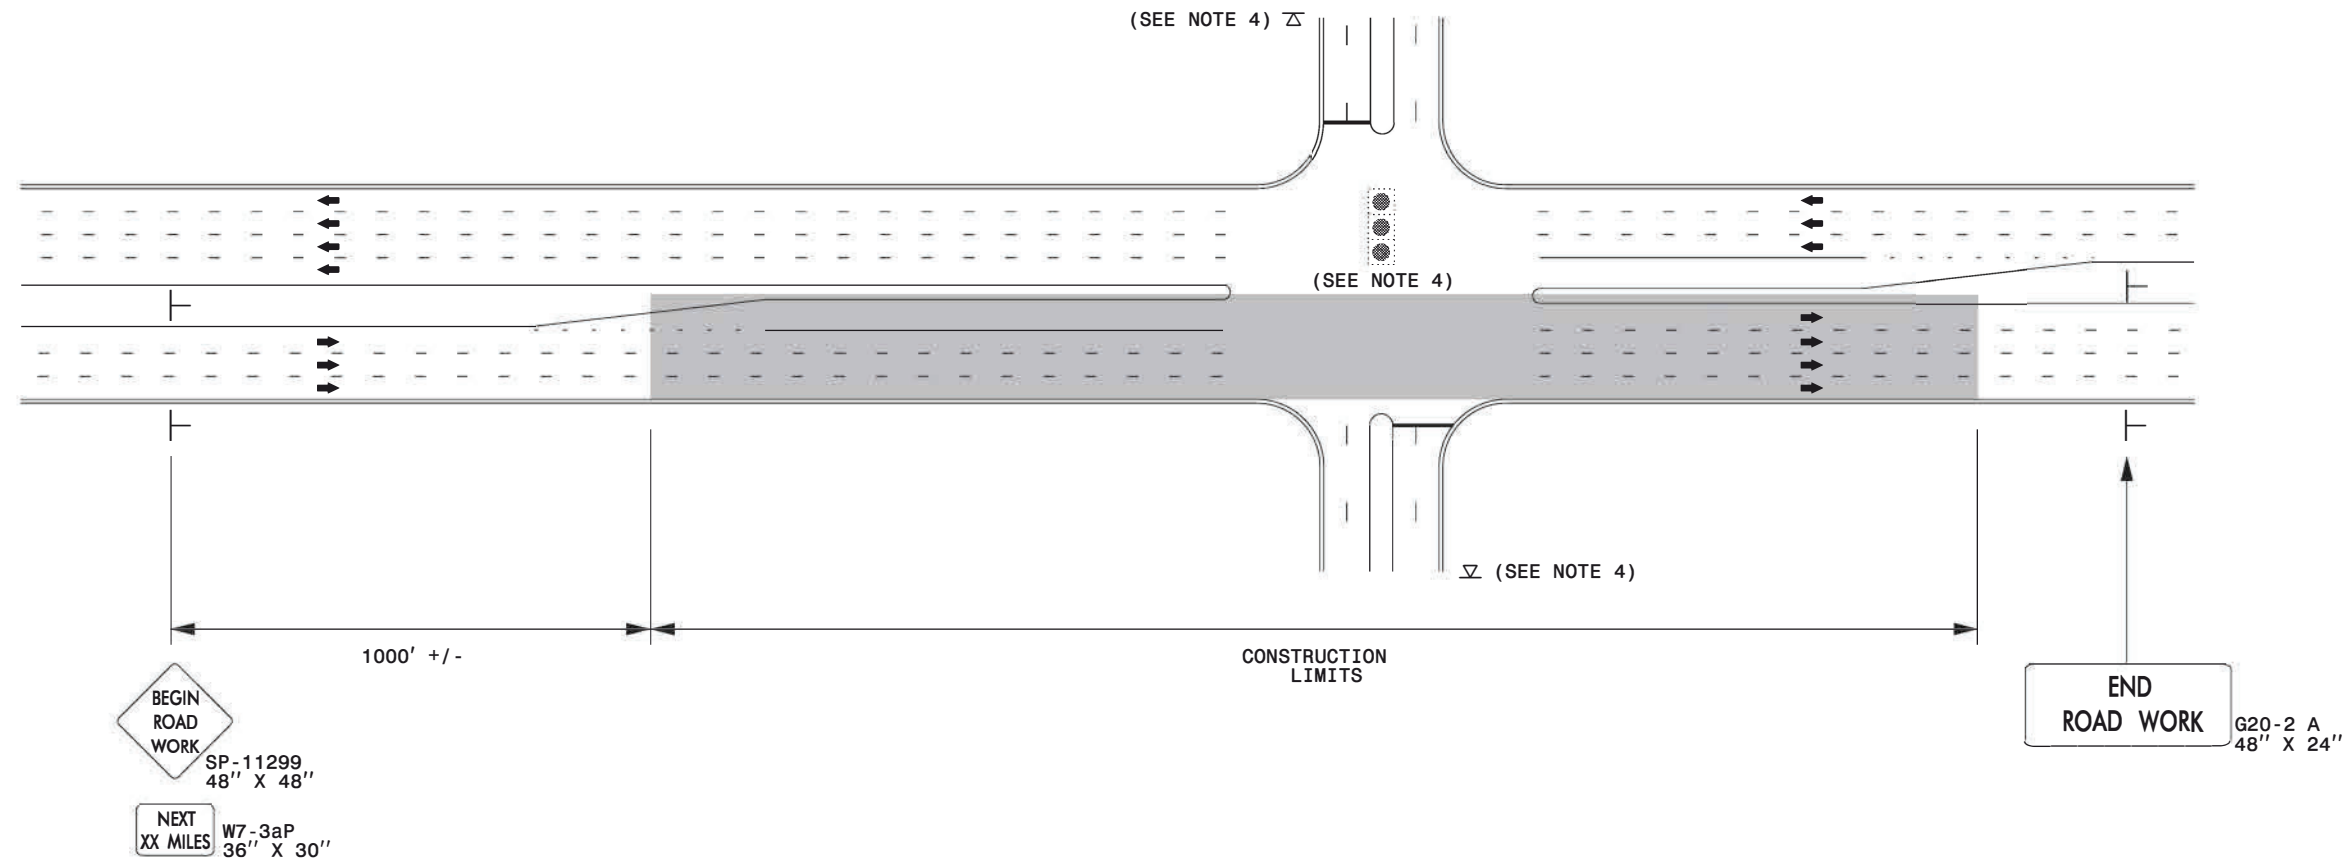 (SEE NOTE 4)
(SEE NOTE 4)
(SEE NOTE 4)
1000' +/-
CONSTRUCTION
LIMITS
BEGIN
ROAD
WORK
SP-11299
48'' X 48''
NEXT
XX MILES
W7-3aP
36'' X 30''
END
ROAD WORK
G20-2 A
48'' X 24''